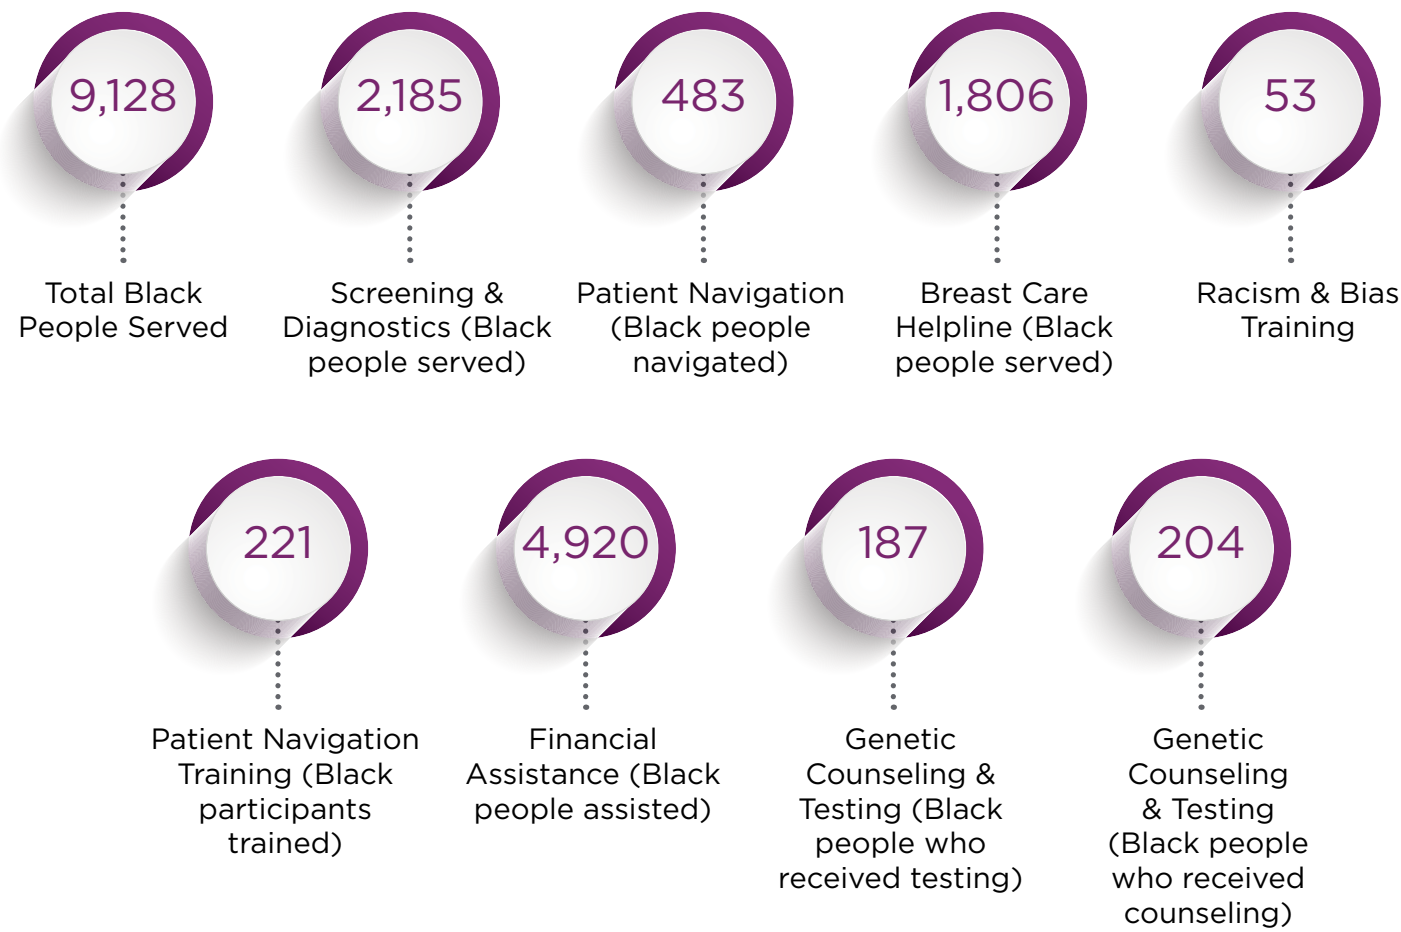 9,128
Total Black
People Served
2,185
Screening &
Diagnostics (Black
people served)
483
Patient Navigation
(Black people
navigated)
1,806
Breast Care
Helpline (Black
people served)
53
Racism & Bias
Training
221
Patient Navigation
Training (Black
participants
trained)
4,920
Financial
Assistance (Black
people assisted)
187
Genetic
Counseling &
Testing (Black
people who
received testing)
204
Genetic
Counseling
& Testing
(Black people
who received
counseling)